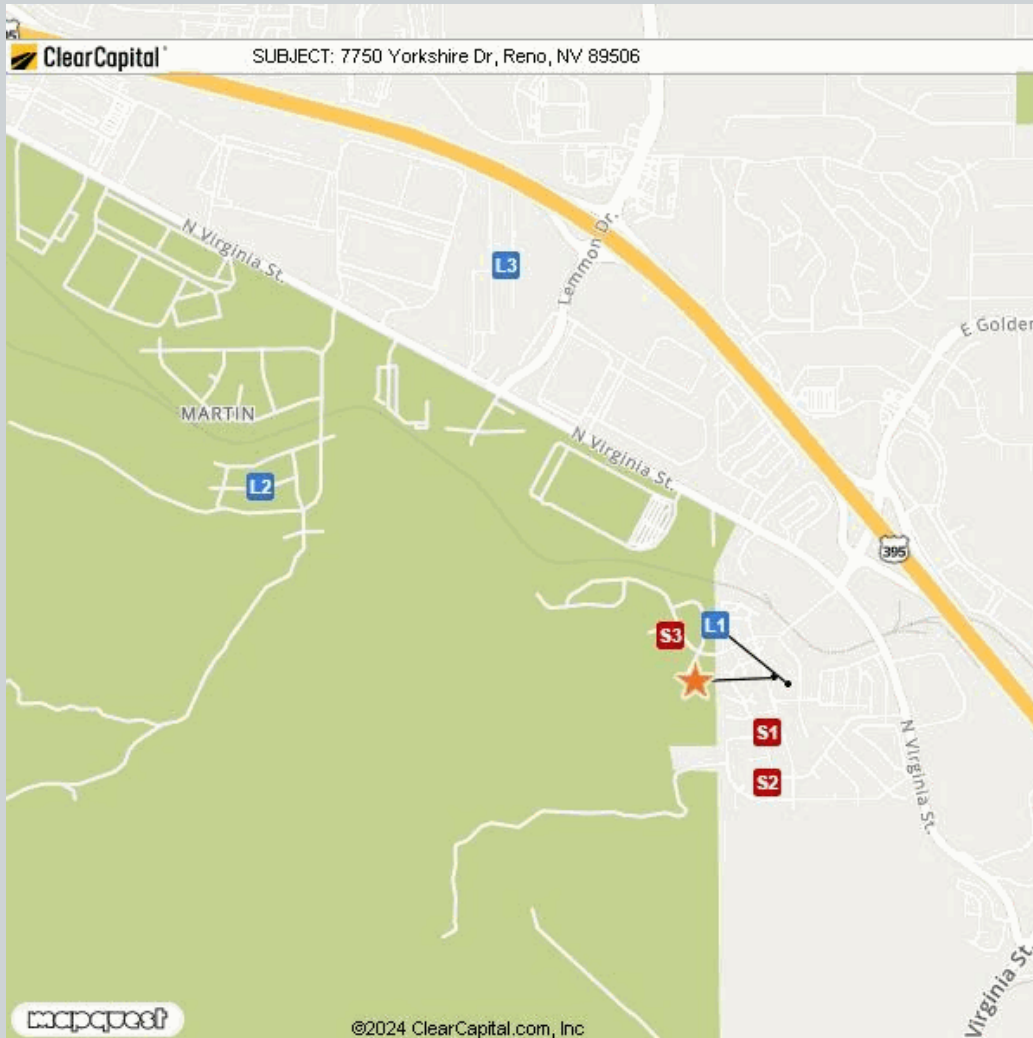 95
ClearCapital
SUBJECT: 7750 Yorkshire Dr, Reno, NV 89506
N Virginia St.
L3
Lemmon Dr.
E Golden
MARTIN
N Virginia St.
L2
395
S3
L1
S1
N Virginia St.
S2
Virginia St.
mapquest
©2024 ClearCapital.com, Inc